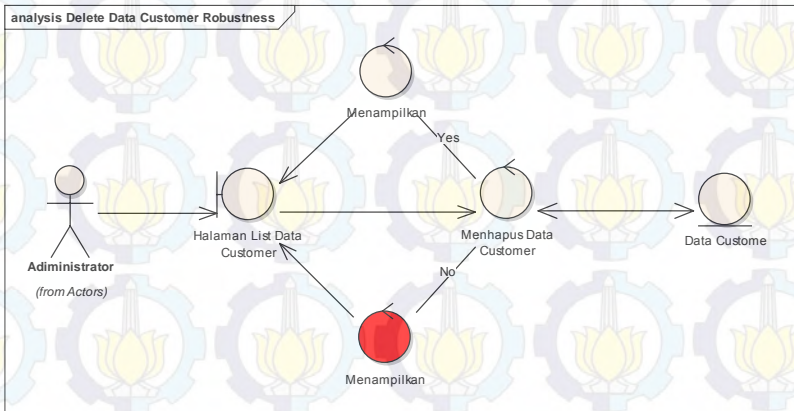 analysis Delete Data Customer Robustness
Menampilkan
Yes
Halaman List Data
Customer
Menhapus Data
Customer
Data Custome
Adiministrator
(from Actors)
No
Menampilkan